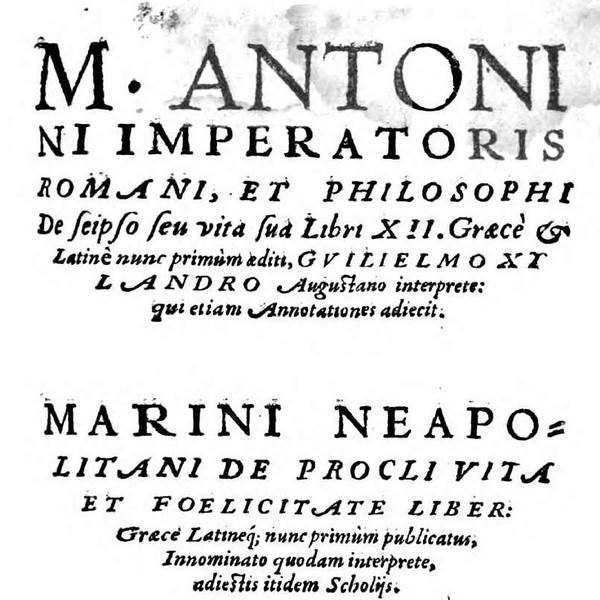 M. ANTONI
NI IMPERATORIS
ROMANI, ET PHILOSOPHI
De seipso seu vita sua Libri XII. Græcè &
Latinè nunc primùm æditi, GVILIELMO XY
LANDRO Augustano interprete:
qui etiam Annotationes adiecit.
MARINI NEAPO=
LITANI DE PROCLI VITA
ET FOELICITATE LIBER:
Græcè Latineq́; nunc primùm publicatus,
Innominato quodam interprete,
adiestis itidem Scholijs.